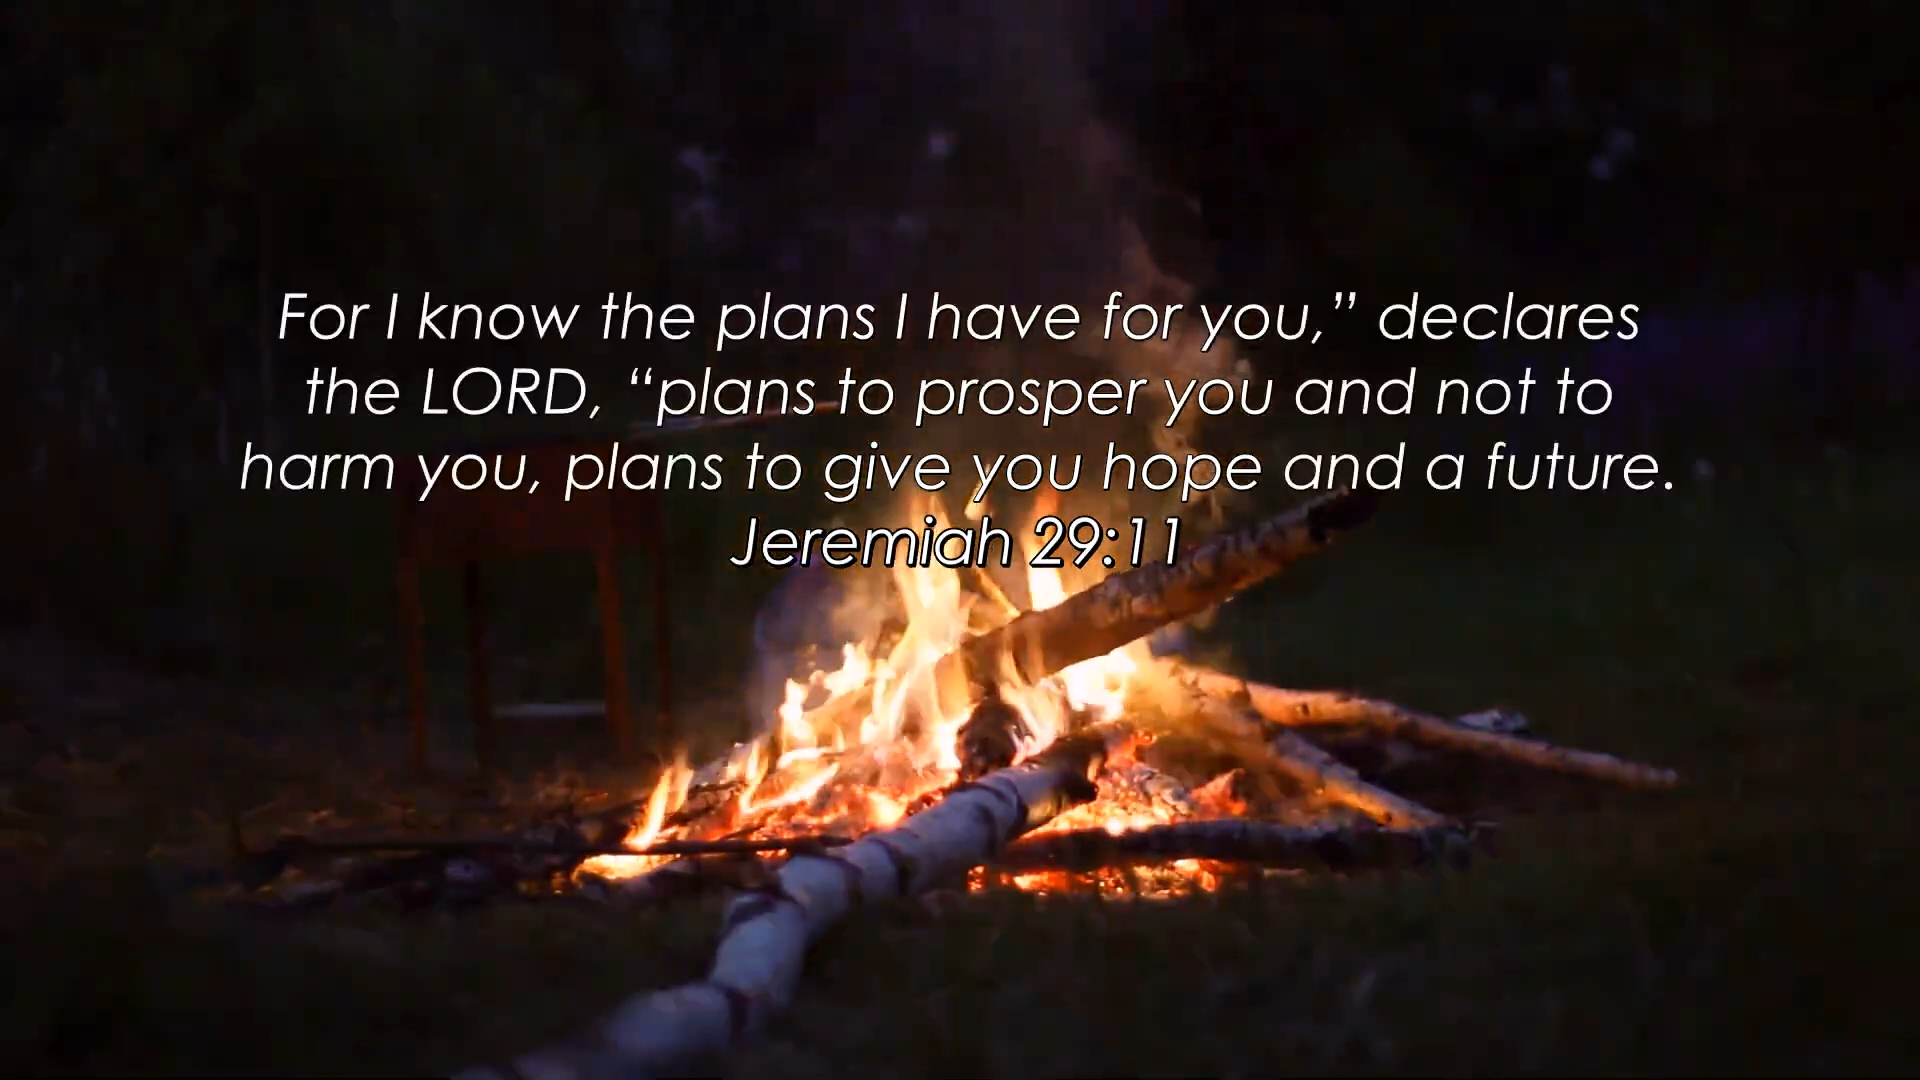 For I know the plans I have for you,” declares
the LORD, “plans to prosper you and not to
harm you, plans to give you hope and a future.
Jeremiah 29:11